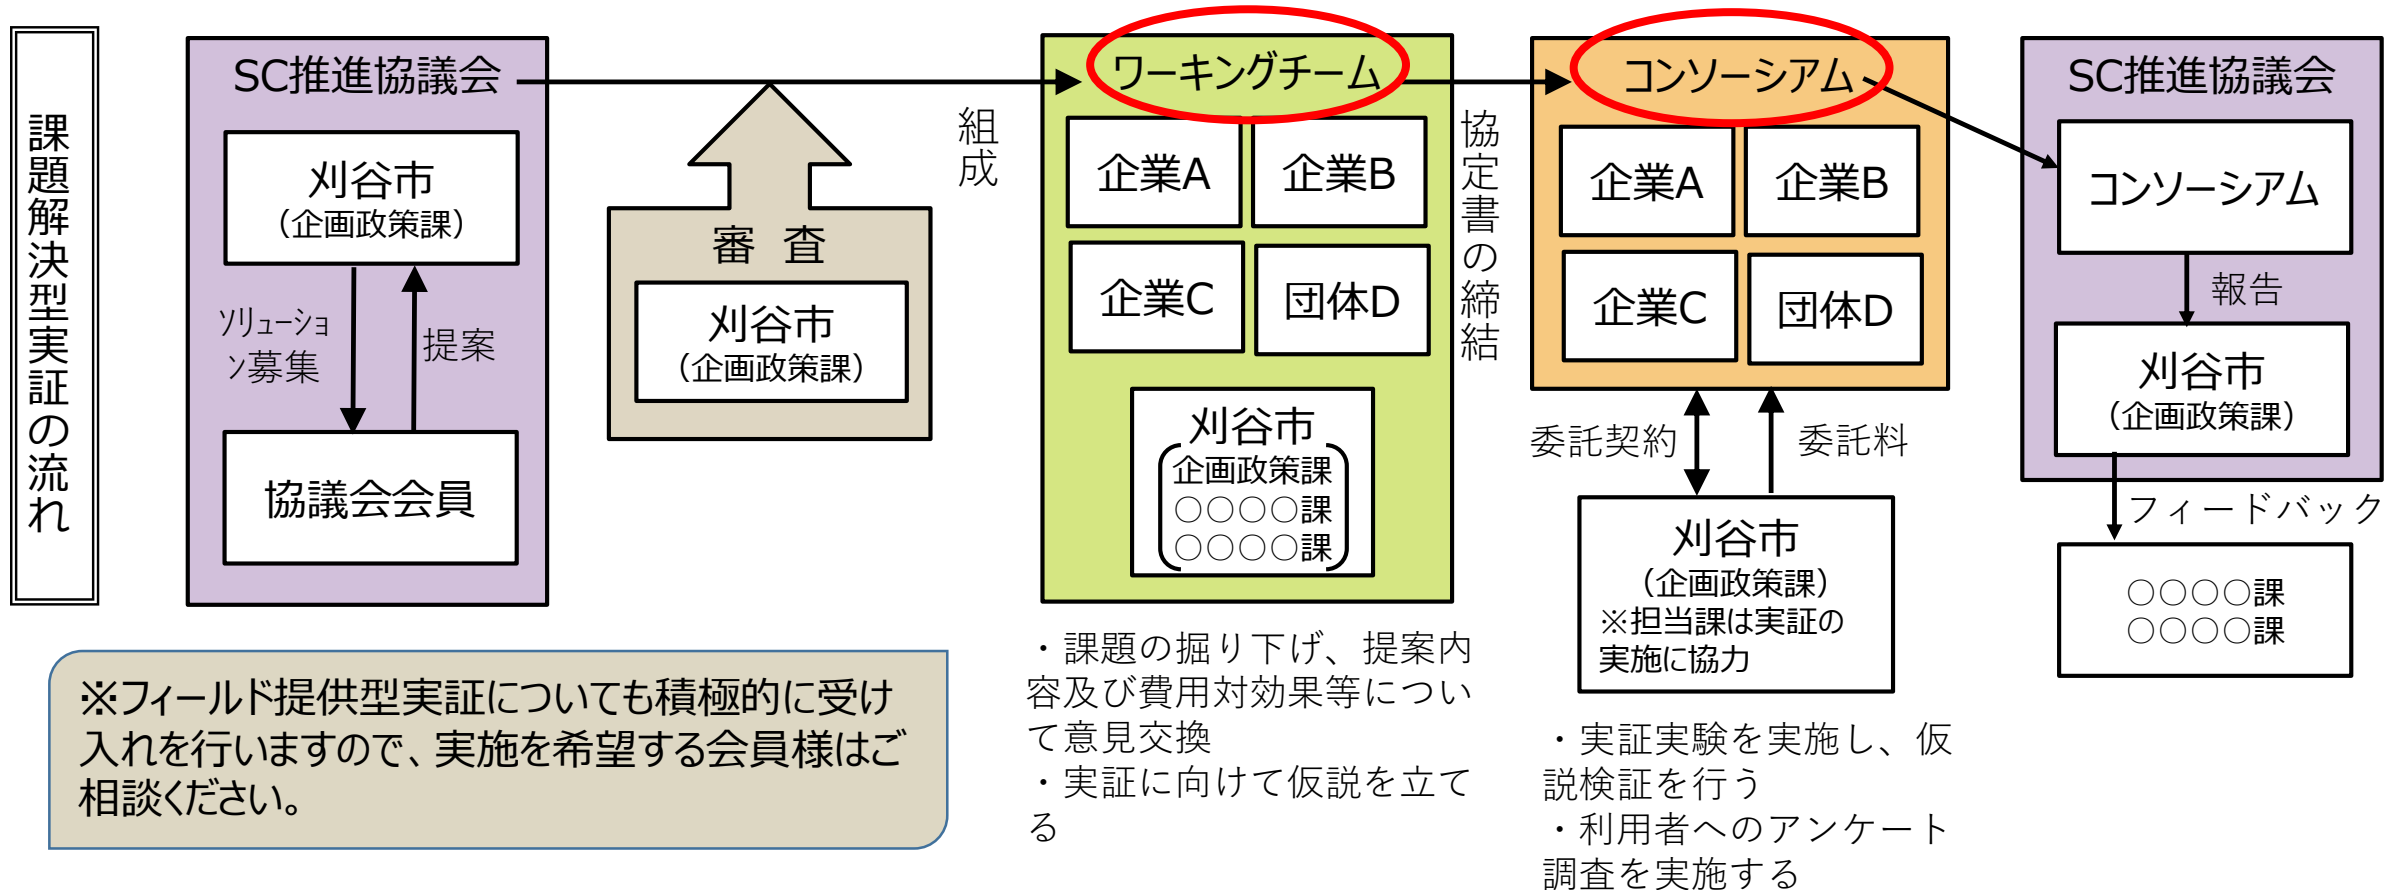 課題解決型実証の流れ
SC推進協議会
刈谷市
（企画政策課）
ソリューショ
ン募集
提案
協議会会員
審　査
刈谷市
（企画政策課）
組成
ワーキングチーム
企業A
企業B
企業C
団体D
刈谷市
企画政策課
○○○○課
○○○○課
・課題の掘り下げ、提案内
容及び費用対効果等につい
て意見交換
・実証に向けて仮説を立て
る
協定書の締結
コンソーシアム
企業A
企業B
企業C
団体D
委託契約
委託料
刈谷市
（企画政策課）
※担当課は実証の
実施に協力
・実証実験を実施し、仮
説検証を行う
・利用者へのアンケート
調査を実施する
SC推進協議会
コンソーシアム
報告
刈谷市
（企画政策課）
フィードバック
○○○○課
○○○○課
※フィールド提供型実証についても積極的に受け
入れを行いますので、実施を希望する会員様はご
相談ください。